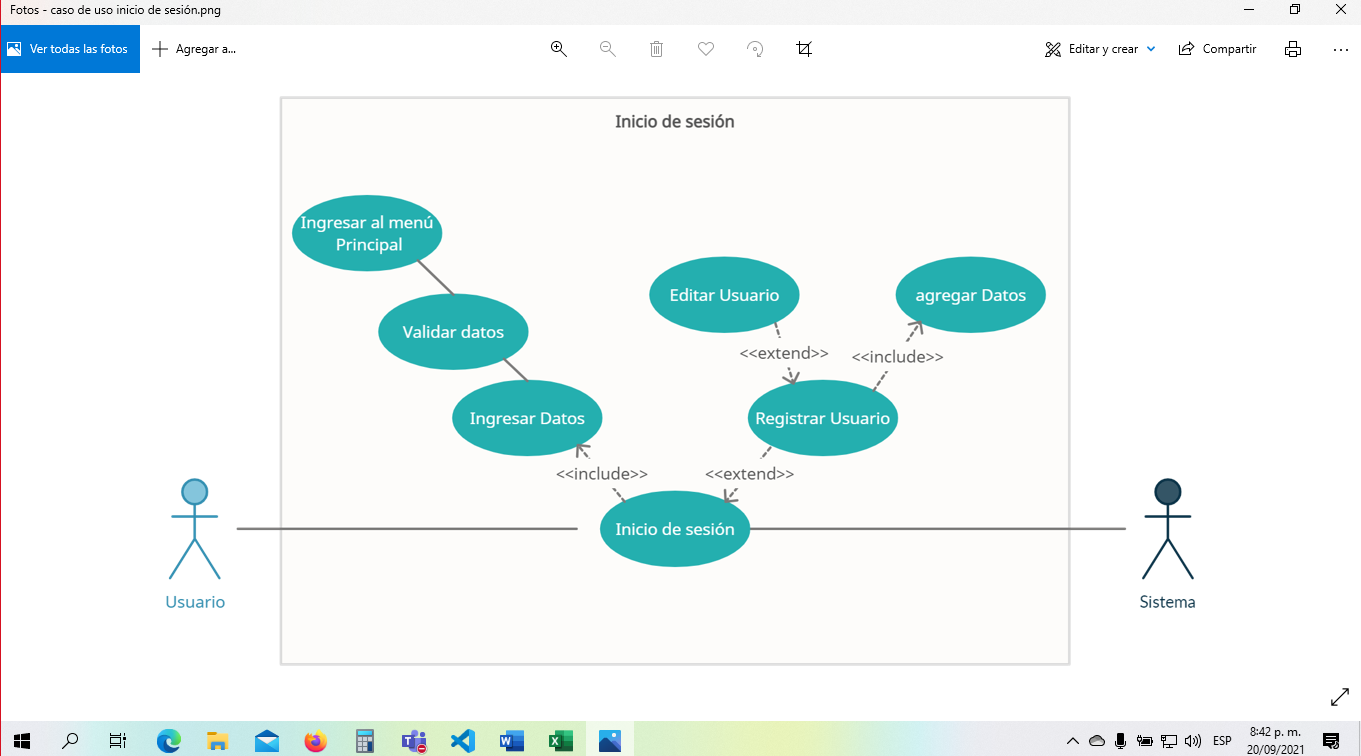 Fotos - caso de uso inicio de sesión.png
Ver todas las fotos
Agregar a...
Editar y crear
Compartir
Inicio de sesión
Ingresar al menú
Principal
Editar Usuario
agregar Datos
Validar datos
<<extend>>
<<include>>
Ingresar Datos
Registrar Usuario
<<include>>
<<extend>>
Inicio de sesión
Usuario
Sistema
ESP
8:42 p. m.
20/09/2021